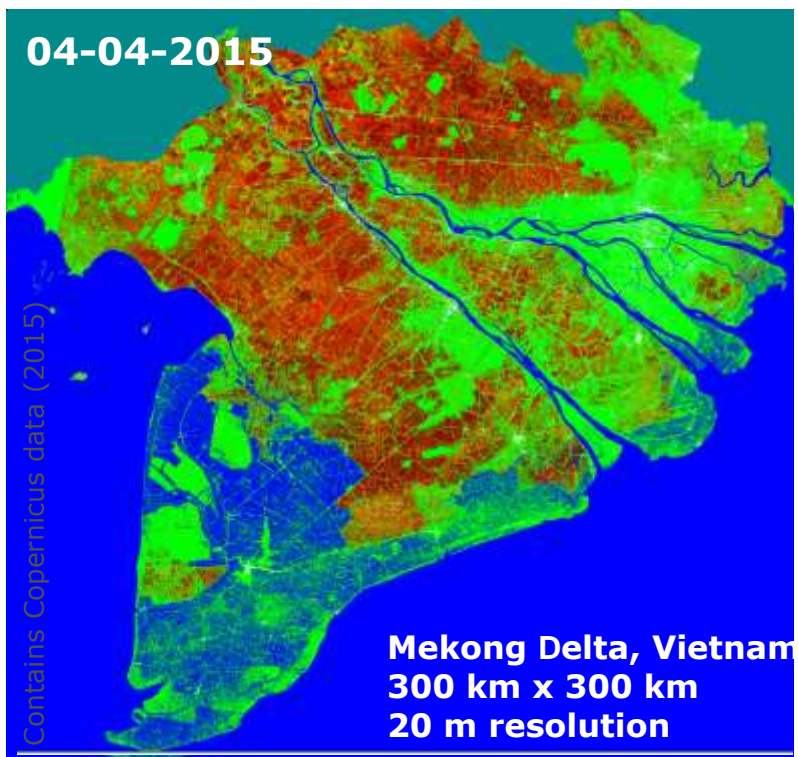 04-04-2015
Contains Copernicus data (2015)
Mekong Delta, Vietnam
300 km x 300 km
20 m resolution